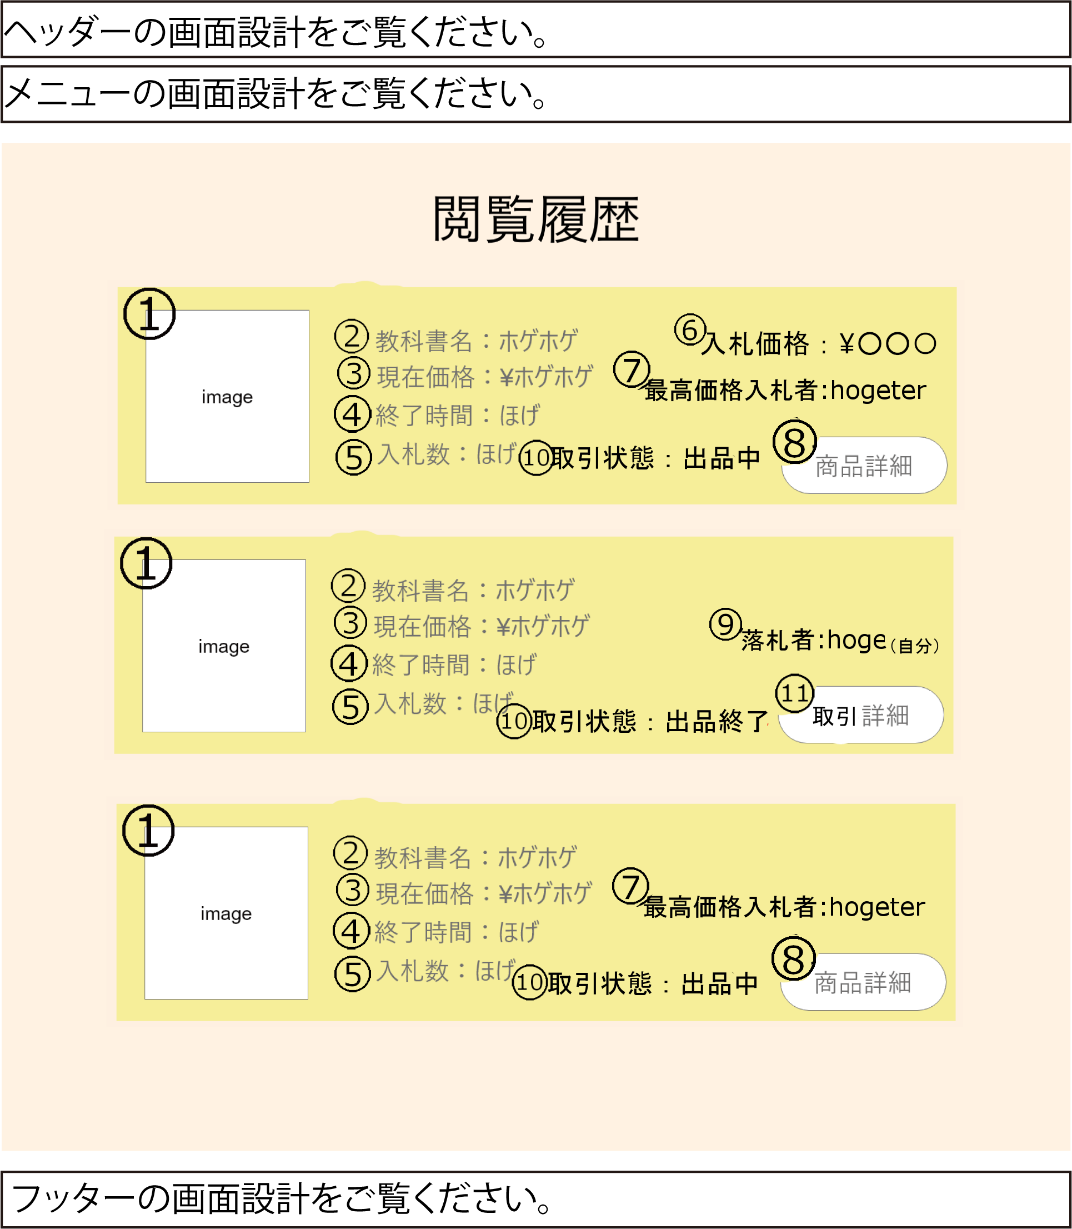 ヘッダーの画面設計をご覧ください。
メニューの画面設計をご覧ください。
閲覧履歴
①
image
②教科書名：ホゲホゲ
③現在価格：¥ホゲホゲ
④終了時間：ほげ
⑤入札数：ほげ
⑥入札価格：¥〇〇〇
⑦最高価格入札者:hogeter
⑩取引状態：出品中
⑧商品詳細
①
image
②教科書名：ホゲホゲ
③現在価格：¥ホゲホゲ
④終了時間：ほげ
⑤入札数：ほげ
⑨落札者:hoge(自分)
⑩取引状態：出品終了
⑪取引詳細
①
image
②教科書名：ホゲホゲ
③現在価格：¥ホゲホゲ
④終了時間：ほげ
⑤入札数：ほげ
⑦最高価格入札者:hogeter
⑩取引状態：出品中
⑧商品詳細
フッターの画面設計をご覧ください。